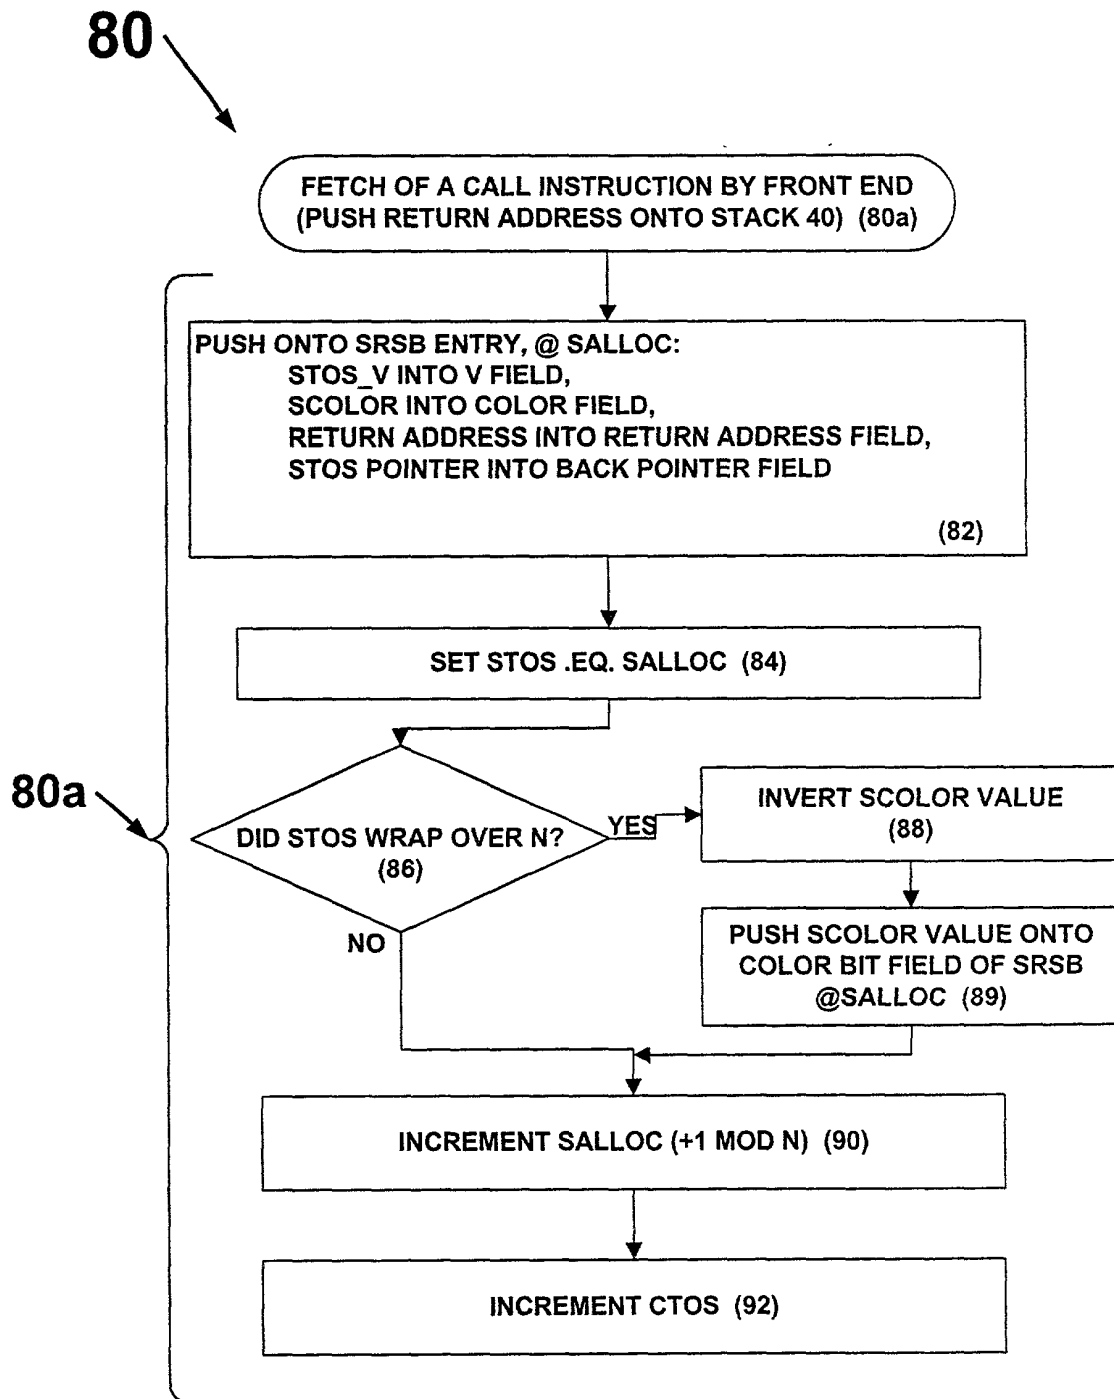 80
FETCH OF A CALL INSTRUCTION BY FRONT END
(PUSH RETURN ADDRESS ONTO STACK 40) (80a)
PUSH ONTO SRSB ENTRY, @ SALLOC:
STOS_V INTO V FIELD,
SCOLOR INTO COLOR FIELD,
RETURN ADDRESS INTO RETURN ADDRESS FIELD,
STOS POINTER INTO BACK POINTER FIELD
(82)
SET STOS .EQ. SALLOC (84)
80a
DID STOS WRAP OVER N?
(86)
YES
INVERT SCOLOR VALUE
(88)
NO
PUSH SCOLOR VALUE ONTO
COLOR BIT FIELD OF SRSB
@SALLOC (89)
INCREMENT SALLOC (+1 MOD N) (90)
INCREMENT CTOS (92)